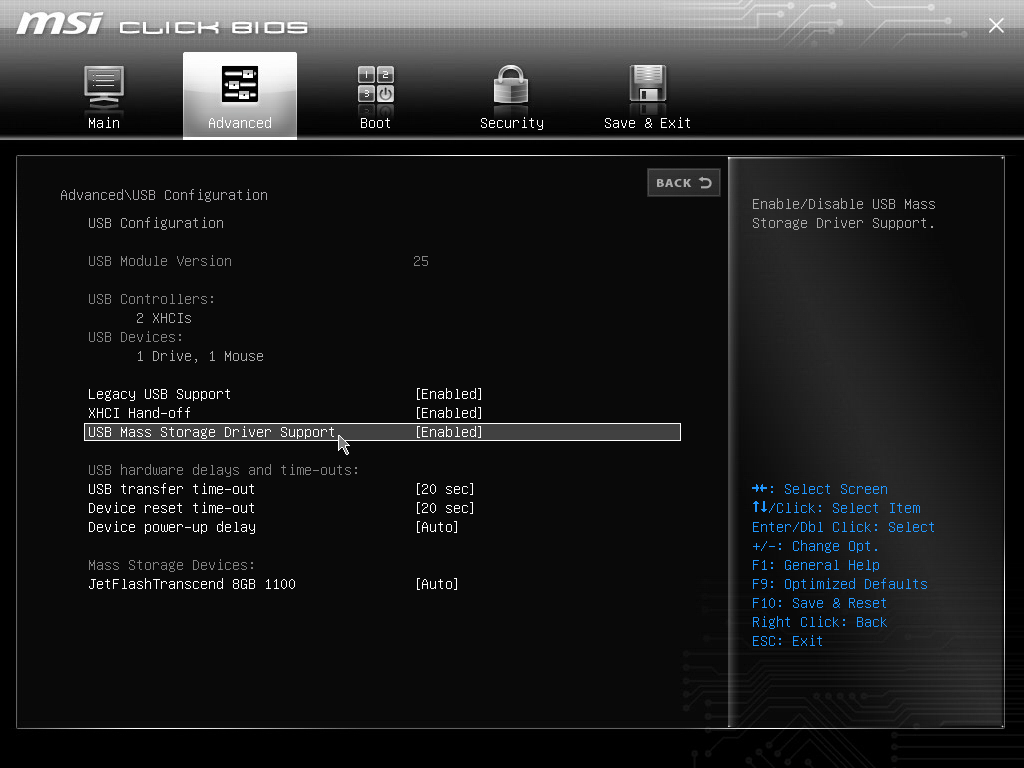 msi CLICK BIOS
1 2
3
Main Advanced Boot Security Save & Exit
BACK
Advanced\USB Configuration
USB Configuration
USB Module Version 25
USB Controllers:
2 XHCIs
USB Devices:
1 Drive, 1 Mouse
Legacy USB Support [Enabled]
XHCI Hand-off [Enabled]
USB Mass Storage Driver Support [Enabled]
USB hardware delays and time-outs:
USB transfer time-out [20 sec]
Device reset time-out [20 sec]
Device power-up delay [Auto]
Mass Storage Devices:
JetFlashTranscend 8GB 1100 [Auto]
Enable/Disable USB Mass
Storage Driver Support.
→←: Select Screen
↑↓/Click: Select Item
Enter/Dbl Click: Select
+/-: Change Opt.
F1: General Help
F9: Optimized Defaults
F10: Save & Reset
Right Click: Back
ESC: Exit